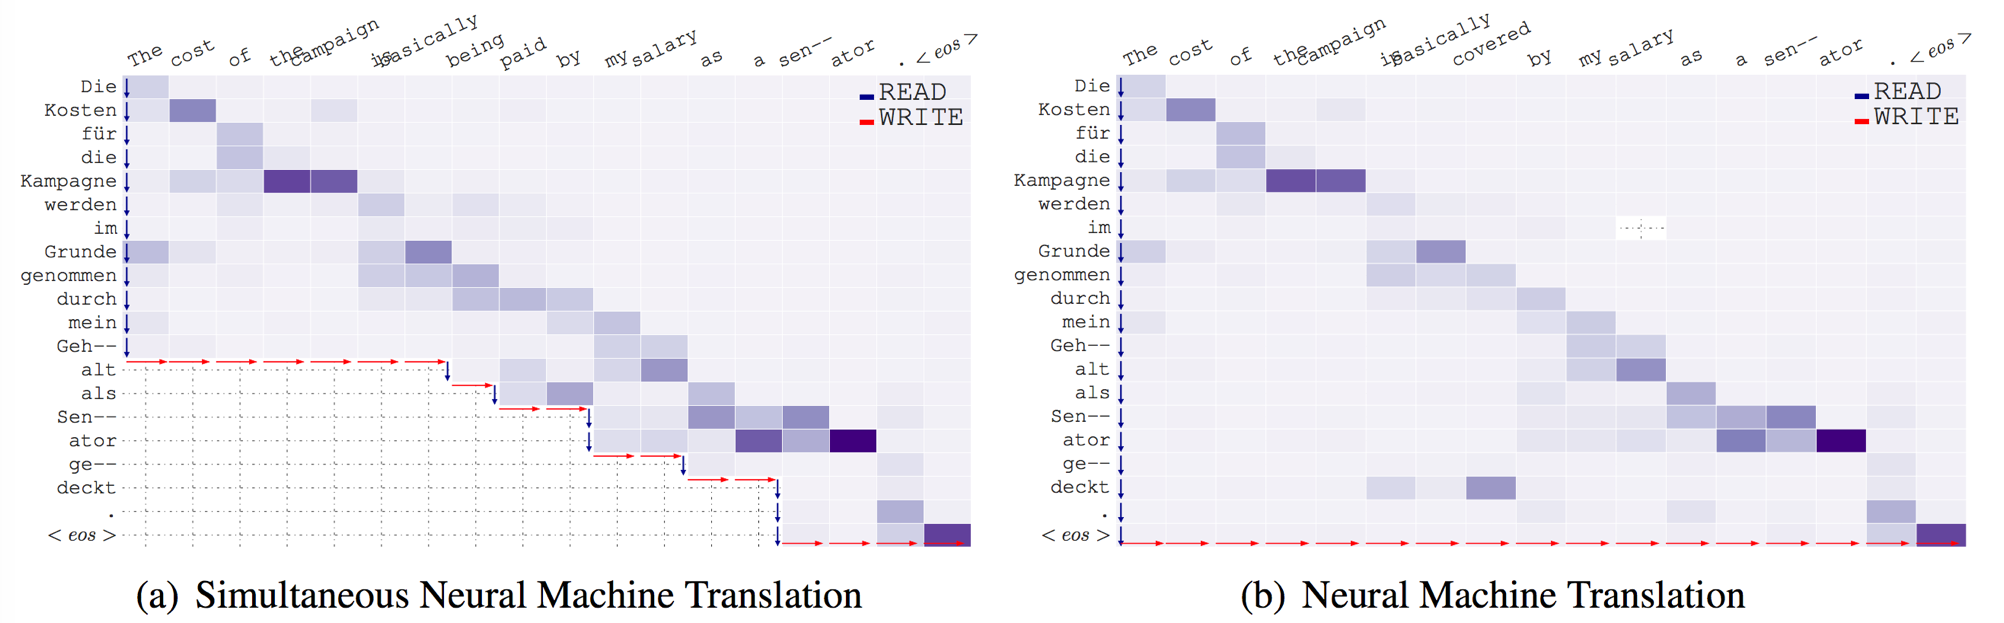 The cost of the Campaign is basically being paid by my salary as a sen-- ator . < eos >
Die
Kosten
für
die
Kampagne
werden
im
Grunde
genommen
durch
mein
Geh--
alt
als
Sen--
ator
ge--
deckt
.
< eos >
READ
WRITE
(a) Simultaneous Neural Machine Translation
The cost of the Campaign is basically covered by my salary as a sen-- ator . < eos >
Die
Kosten
für
die
Kampagne
werden
im
Grunde
genommen
durch
mein
Geh--
alt
als
Sen--
ator
ge--
deckt
.
< eos >
READ
WRITE
(b) Neural Machine Translation